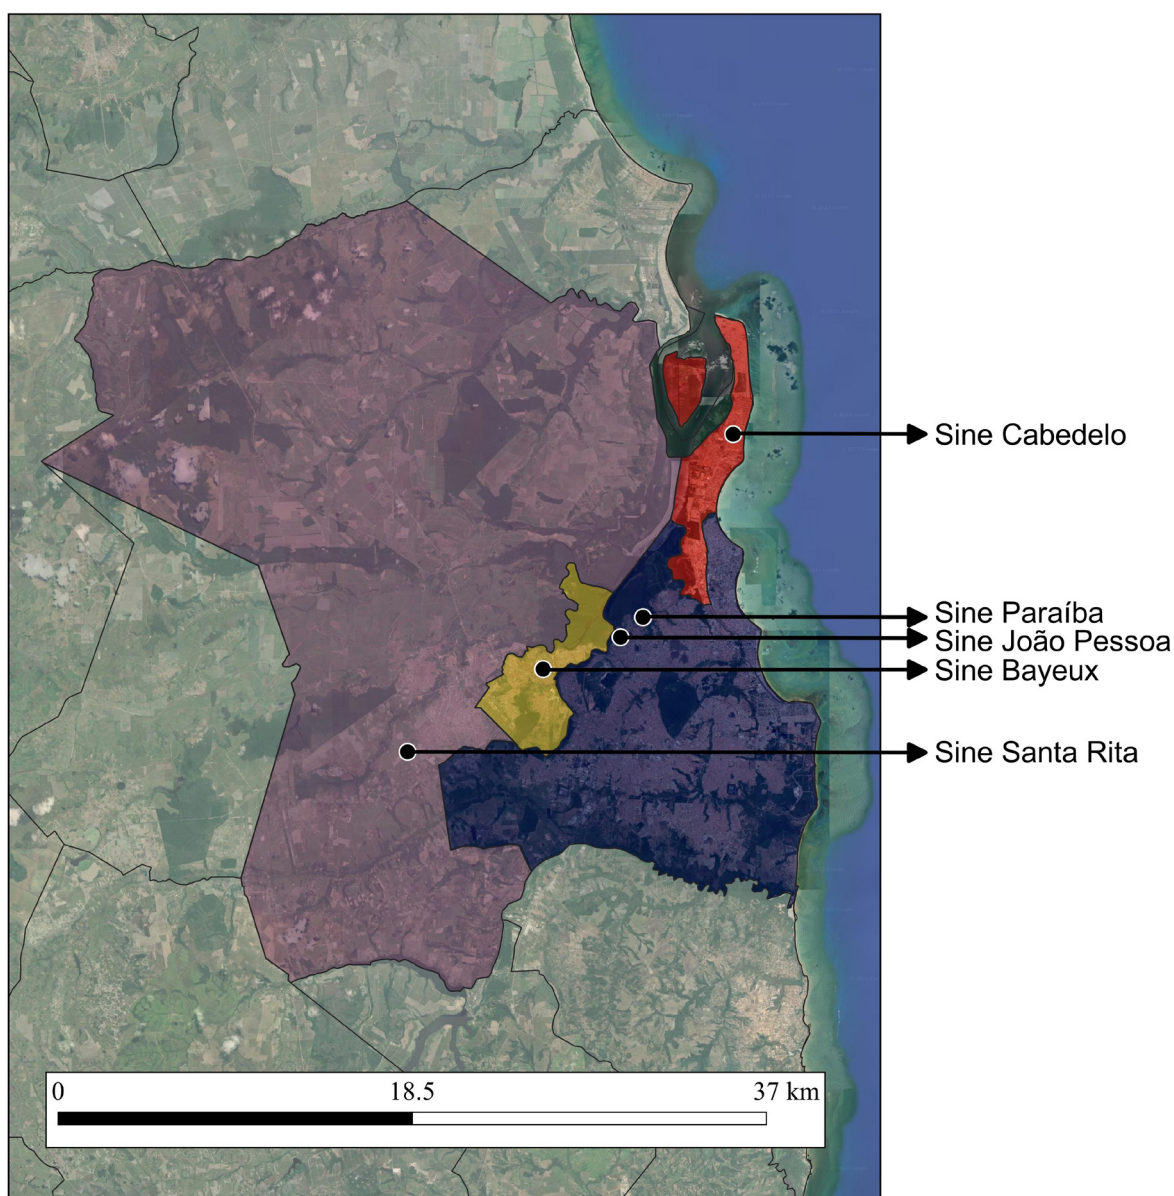 Sine Cabedelo
Sine Paraíba
Sine João Pessoa
Sine Bayeux
Sine Santa Rita
0 18.5 37 km